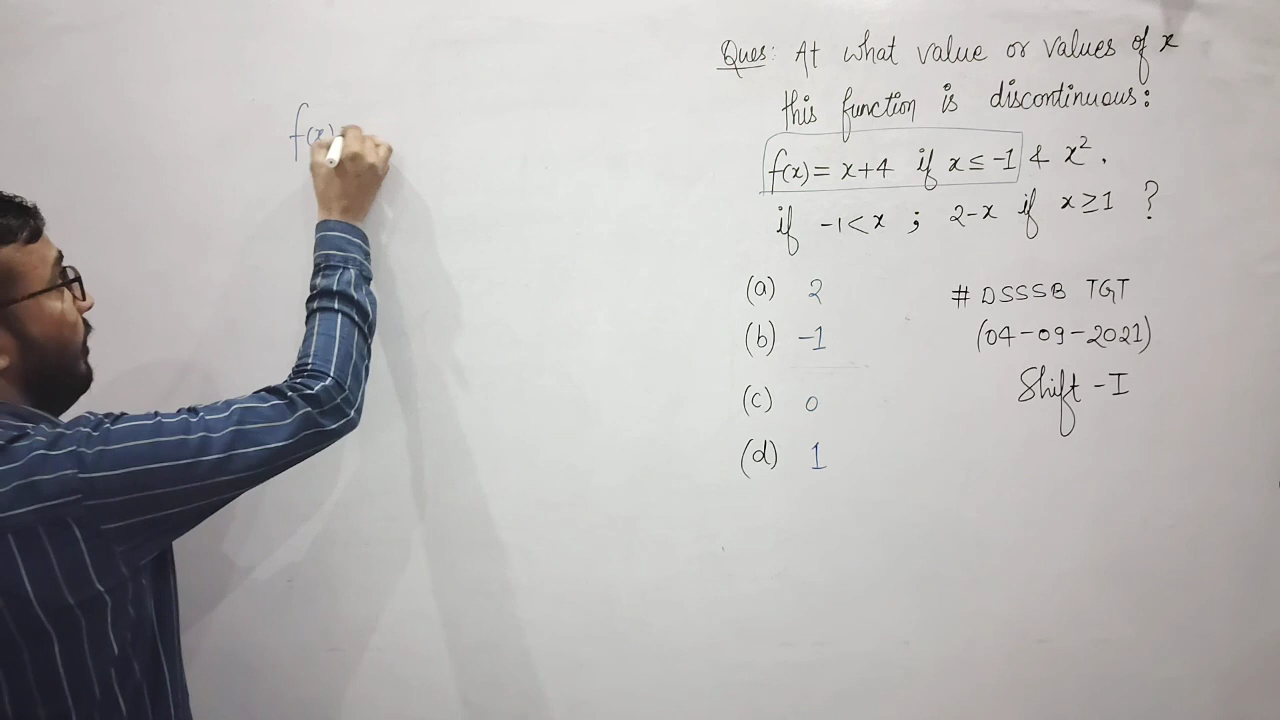 f(x)
Ques: At what value or values of x
this function is discontinuous:
f(x) = x+4 if x ≤ -1 & x².
if -1<x ; 2-x if x≥1 ?
(a) 2
(b) -1
(c) 0
(d) 1
# DSSSB TGT
(04-09-2021)
Shift - I